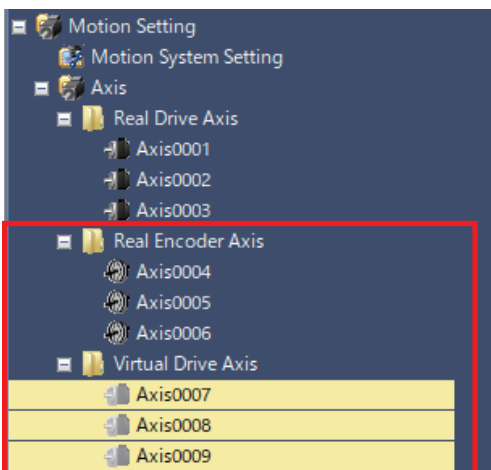 Motion Setting
Motion System Setting
Axis
Real Drive Axis
Axis0001
Axis0002
Axis0003
Real Encoder Axis
Axis0004
Axis0005
Axis0006
Virtual Drive Axis
Axis0007
Axis0008
Axis0009